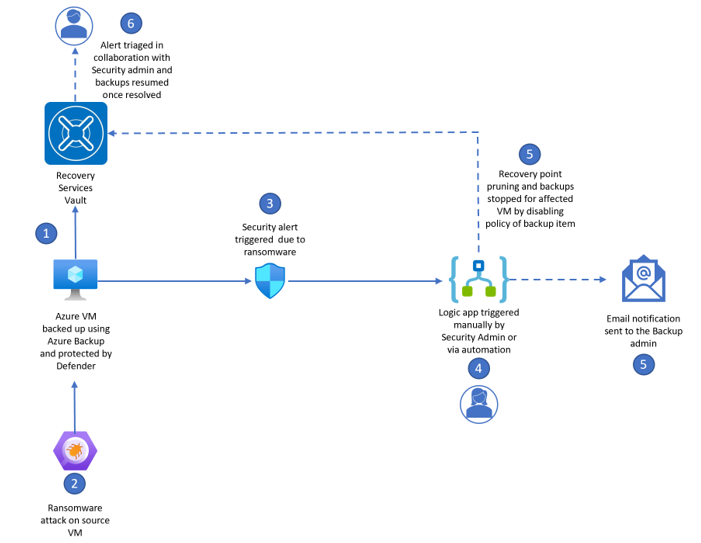 6
Alert triaged in
collaboration with
Security admin and
backups resumed
once resolved
Recovery
Services
Vault
5
Recovery point
pruning and backups
stopped for affected
VM by disabling
policy of backup item
3
Security alert
triggered due to
ransomware
1
Azure VM
backed up using
Azure Backup
and protected by
Defender
Logic app triggered
manually by
Security Admin or
via automation
4
@
Email notification
sent to the Backup
admin
5
2
Ransomware
attack on source
VM